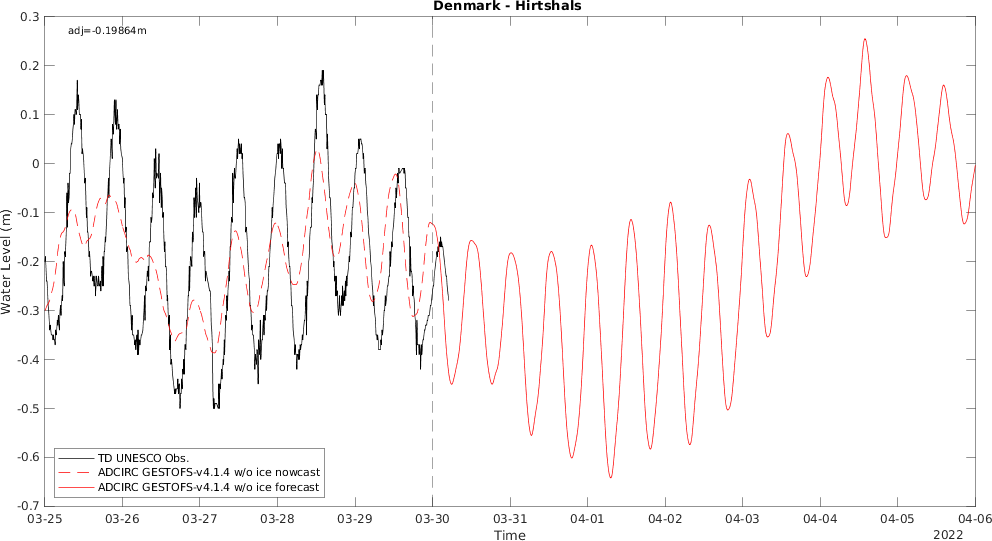 Denmark - Hirtshals
adj=-0.19864m
0.3
0.2
0.1
0
-0.1
-0.2
-0.3
-0.4
-0.5
-0.6
-0.7
Water Level (m)
TD UNESCO Obs.
ADCIRC GESTOFS-v4.1.4 w/o ice nowcast
ADCIRC GESTOFS-v4.1.4 w/o ice forecast
03-25 03-26 03-27 03-28 03-29 03-30 03-31 04-01 04-02 04-03 04-04 04-05 04-06
Time
2022